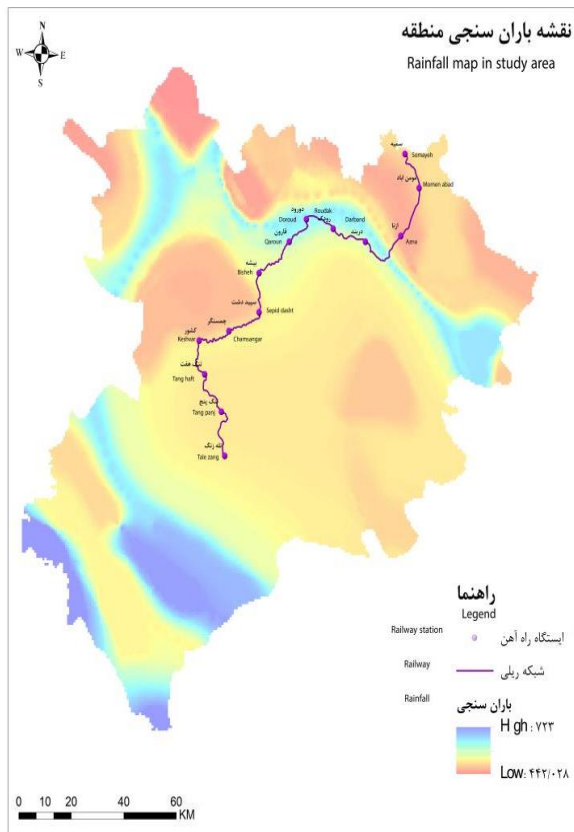 نقشه باران سنجی منطقه
Rainfall map in study area
N
W E
S
سمیه
Somayeh
مومن اباد
Momen abad
ازنا
Azna
دربند
Darband
رودک
Roudak
دورود
Doroud
قارون
Qaroun
بیشه
Bisheh
سپید دشت
Sepid dasht
چمسنگر
Chamsangar
کشور
Keshvar
تنگ هفت
Tang haft
تنگ پنج
Tang panj
تله زنگ
Tale zang
راهنما
Legend
Railway station ایستگاه راه آهن
Railway شبکه ریلی
Rainfall
باران سنجی
High : ۷۲۳
Low: ۴۴۲/۰۲۸
0 10 20 40 60
KM